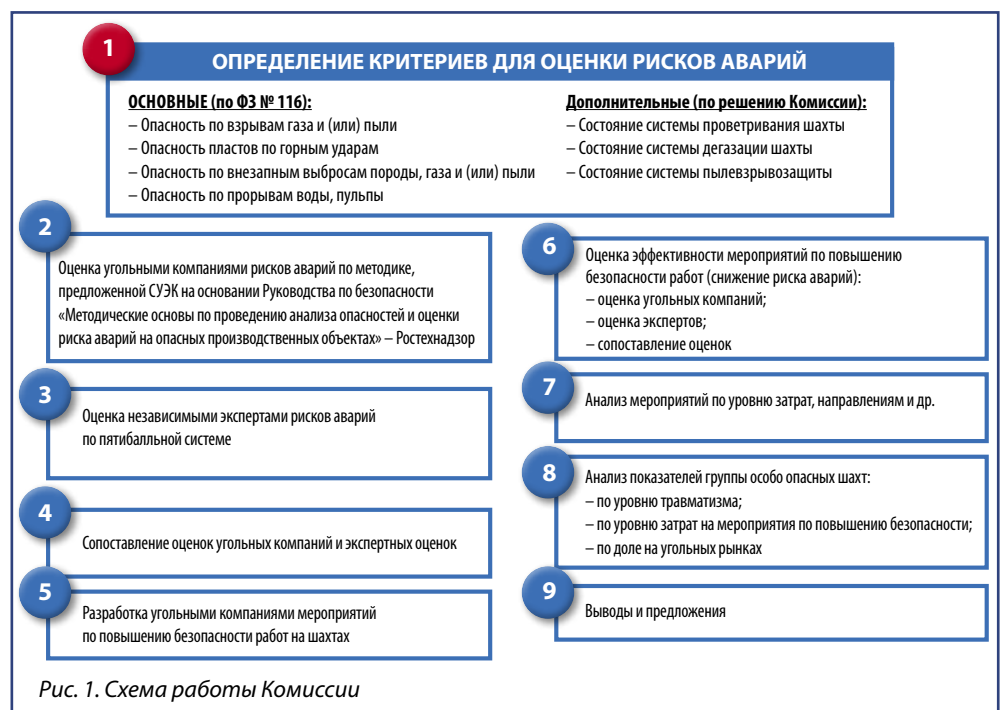 1
ОПРЕДЕЛЕНИЕ КРИТЕРИЕВ ДЛЯ ОЦЕНКИ РИСКОВ АВАРИЙ
ОСНОВНЫЕ (по ФЗ № 116):
– Опасность по взрывам газа и (или) пыли
– Опасность пластов по горным ударам
– Опасность по внезапным выбросам породы, газа и (или) пыли
– Опасность по прорывам воды, пульпы
Дополнительные (по решению Комиссии):
– Состояние системы проветривания шахты
– Состояние системы дегазации шахты
– Состояние системы пылевзрывозащиты
2
Оценка угольными компаниями рисков аварий по методике,
предложенной СУЭК на основании Руководства по безопасности
«Методические основы по проведению анализа опасностей и оценки
риска аварий на опасных производственных объектах» – Ростехнадзор
3
Оценка независимыми экспертами рисков аварий
по пятибалльной системе
4
Сопоставление оценок угольных компаний и экспертных оценок
5
Разработка угольными компаниями мероприятий
по повышению безопасности работ на шахтах
6
Оценка эффективности мероприятий по повышению
безопасности работ (снижение риска аварий):
– оценка угольных компаний;
– оценка экспертов;
– сопоставление оценок
7
Анализ мероприятий по уровню затрат, направлениям и др.
8
Анализ показателей группы особо опасных шахт:
– по уровню травматизма;
– по уровню затрат на мероприятия по повышению безопасности;
– по доле на угольных рынках
9
Выводы и предложения
Рис. 1. Схема работы Комиссии